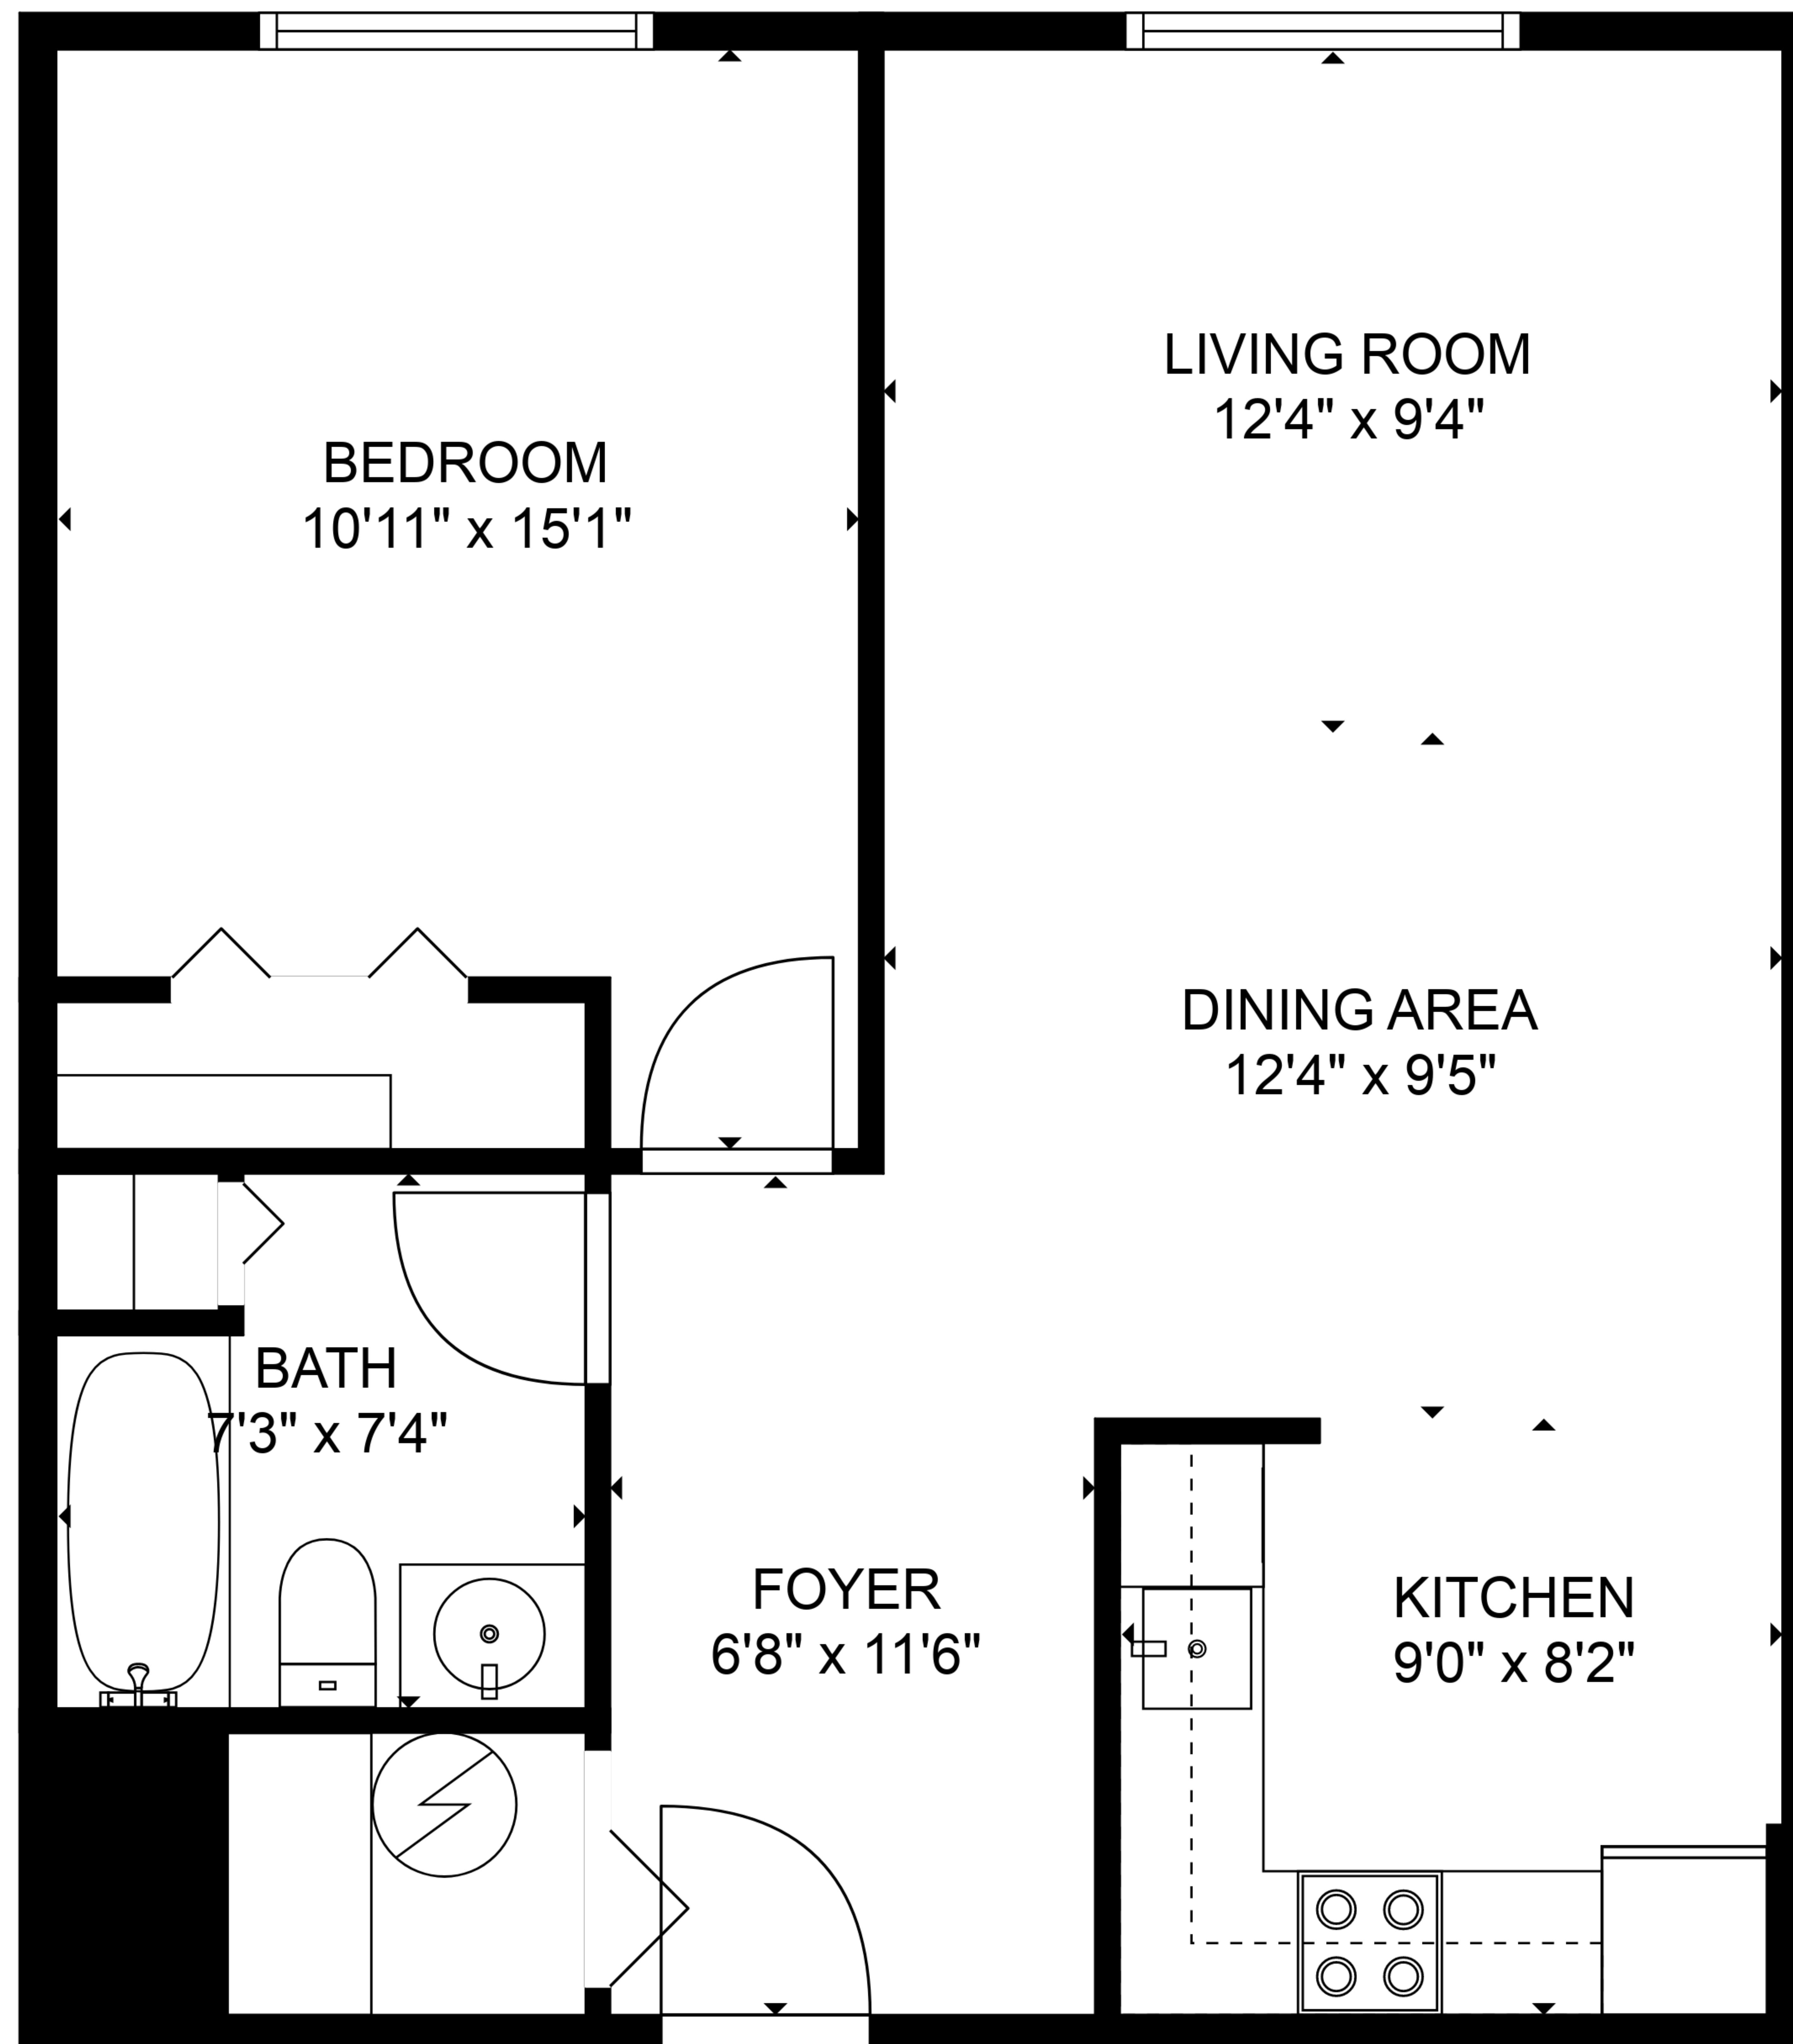 LIVING ROOM
12'4" x 9'4"
BEDROOM
10'11" x 15'1"
DINING AREA
12'4" x 9'5"
BATH
7'3" x 7'4"
FOYER
6'8" x 11'6"
KITCHEN
9'0" x 8'2"